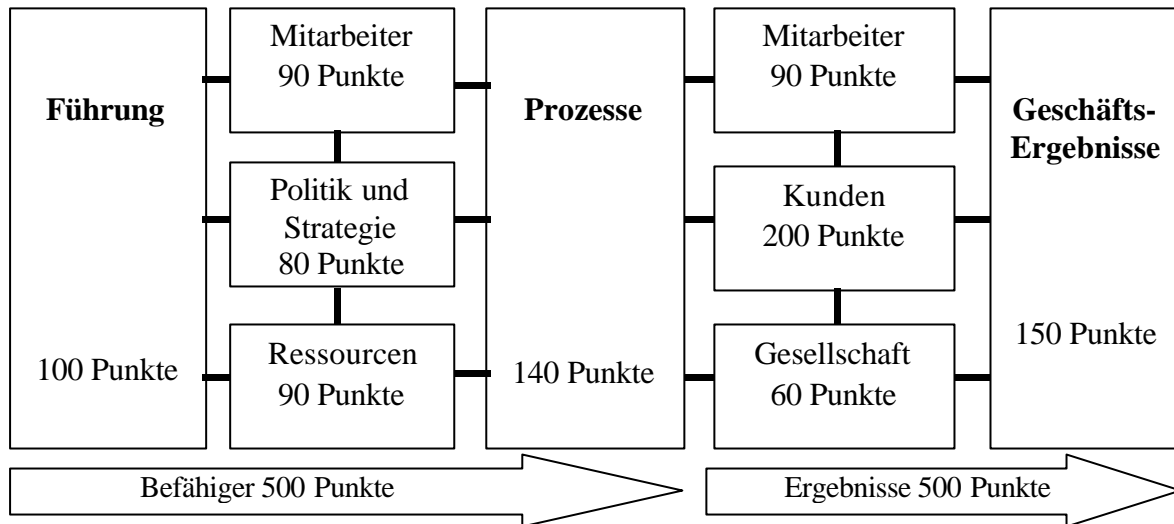 Führung
100 Punkte
Mitarbeiter
90 Punkte
Politik und
Strategie
80 Punkte
Ressourcen
90 Punkte
Prozesse
140 Punkte
Mitarbeiter
90 Punkte
Kunden
200 Punkte
Gesellschaft
60 Punkte
Geschäfts-
Ergebnisse
150 Punkte
Befähiger 500 Punkte
Ergebnisse 500 Punkte